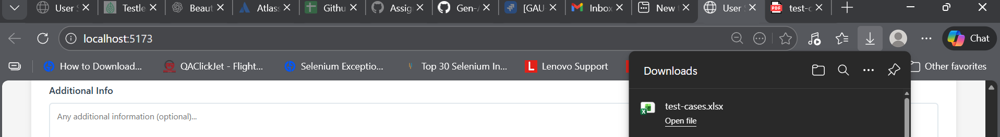 User S
Testle
Beaut
Atlas
Githu
Assig
Gen-
[GAU
Inbox
New t
User S
PDF test-c
localhost:5173
Chat
How to Download...
QAClickJet - Flight...
Selenium Exceptio...
Top 30 Selenium In...
L Lenovo Support
Other favorites
Downloads
Additional Info
Any additional information (optional)...
test-cases.xlsx
Open file